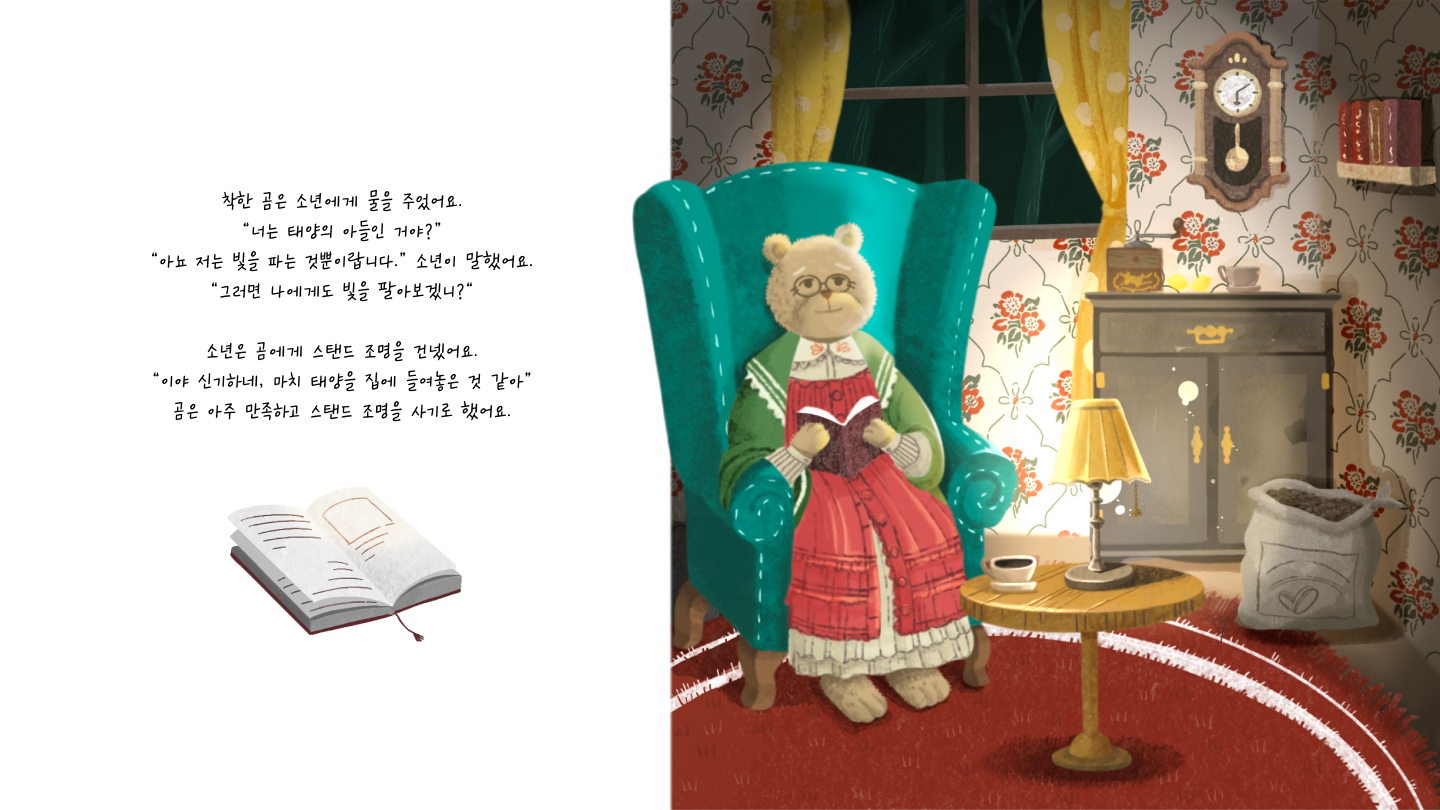 착한 곰은 소년에게 물을 주었어요.
“너는 태양의 아들인 거야?”
“아뇨 저는 빛을 파는 것뿐이랍니다.” 소년이 말했어요.
“그러면 나에게도 빛을 팔아보겠니?“
소년은 곰에게 스탠드 조명을 건넸어요.
“이야 신기하네, 마치 태양을 집에 들여놓은 것 같아”
곰은 아주 만족하고 스탠드 조명을 사기로 했어요.